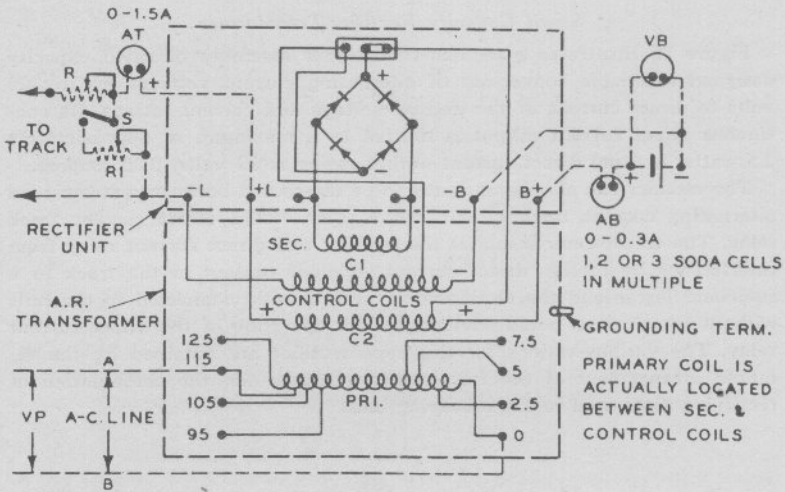 0-1.5A
AT
R
+
S
TO
TRACK
R1
-L
+L
-B
B+
+
-
VB
+
-
AB
0-0.3A
1,2 OR 3 SODA CELLS
IN MULTIPLE
RECTIFIER
UNIT
SEC.
C1
CONTROL COILS
+
+
C2
A.R.
TRANSFORMER
GROUNDING TERM.
PRIMARY COIL IS
ACTUALLY LOCATED
BETWEEN SEC. &
CONTROL COILS
125
115
105
95
PRI.
7.5
5
2.5
0
A
VP
A-C. LINE
B